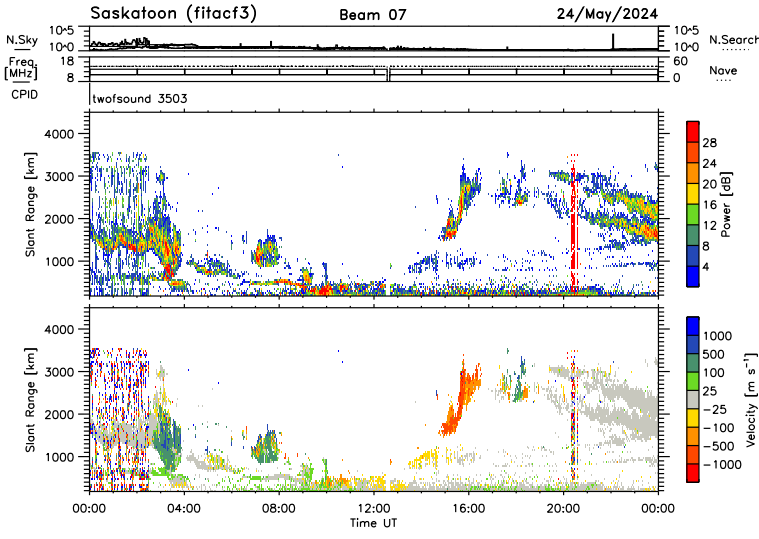 Saskatoon (fitacf3) Beam 07 24/May/2024
N.Sky 10^5 10^0 10^5 10^0 N.Search
Freq. [MHz] 18 8 60 0 Nave
CPID twofsound 3503
Slant Range [km] 4000 3000 2000 1000
28 24 20 16 12 8 4 Power [dB]
Slant Range [km] 4000 3000 2000 1000
1000 500 100 25 −25 −100 −500 −1000 Velocity [m s⁻¹]
00:00 04:00 08:00 12:00 16:00 20:00 00:00
Time UT